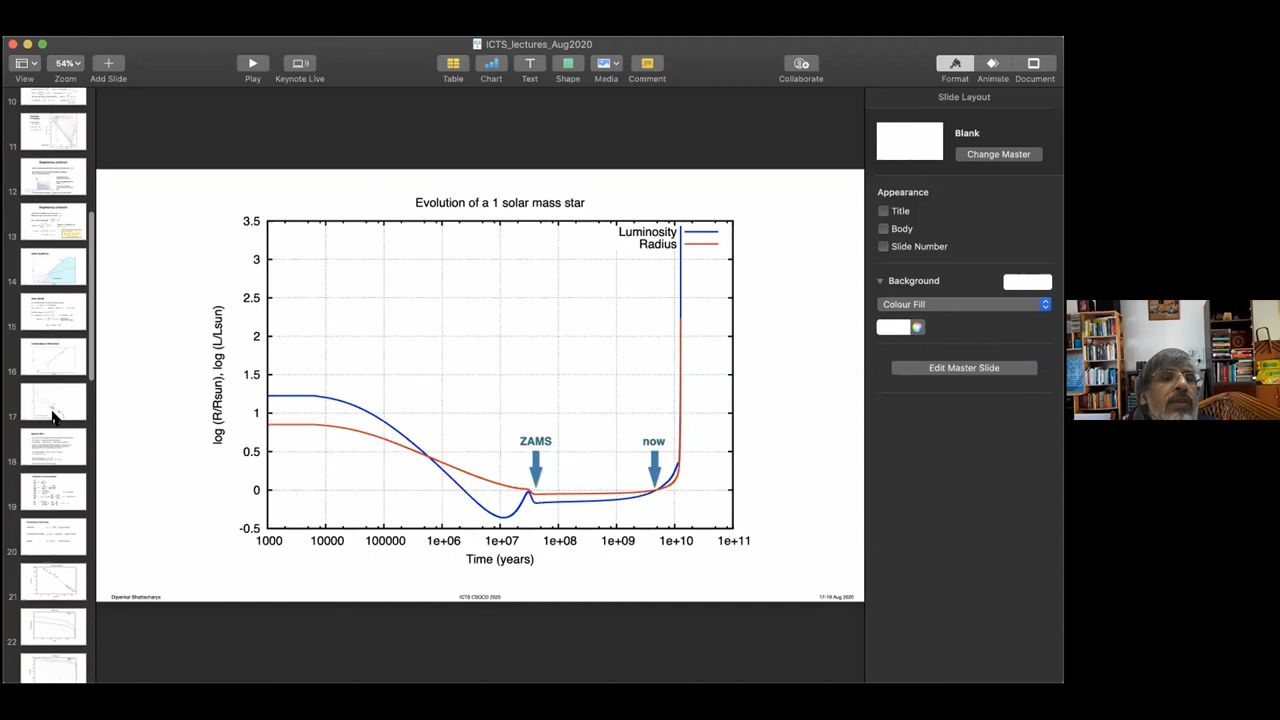 ICTS_lectures_Aug2020
View
54%
Zoom
Add Slide
Play
Keynote Live
Table
Chart
Text
Shape
Media
Comment
Collaborate
Format
Animate
Document
Slide Layout
Blank
Change Master
Appearance
Title
Body
Slide Number
Background
Colour Fill
Edit Master Slide
10
11
12
13
14
15
16
17
18
19
20
21
22
Evolution of a 1 solar mass star
Luminosity
Radius
log (R/Rsun), log (L/Lsun)
3.5
3
2.5
2
1.5
1
0.5
0
-0.5
ZAMS
now
1000 10000 100000 1e+06 1e+07 1e+08 1e+09 1e+10 1e+11
Time (years)
Dipankar Bhattacharya
ICTS CSQCD 2020
17-19 Aug 2020